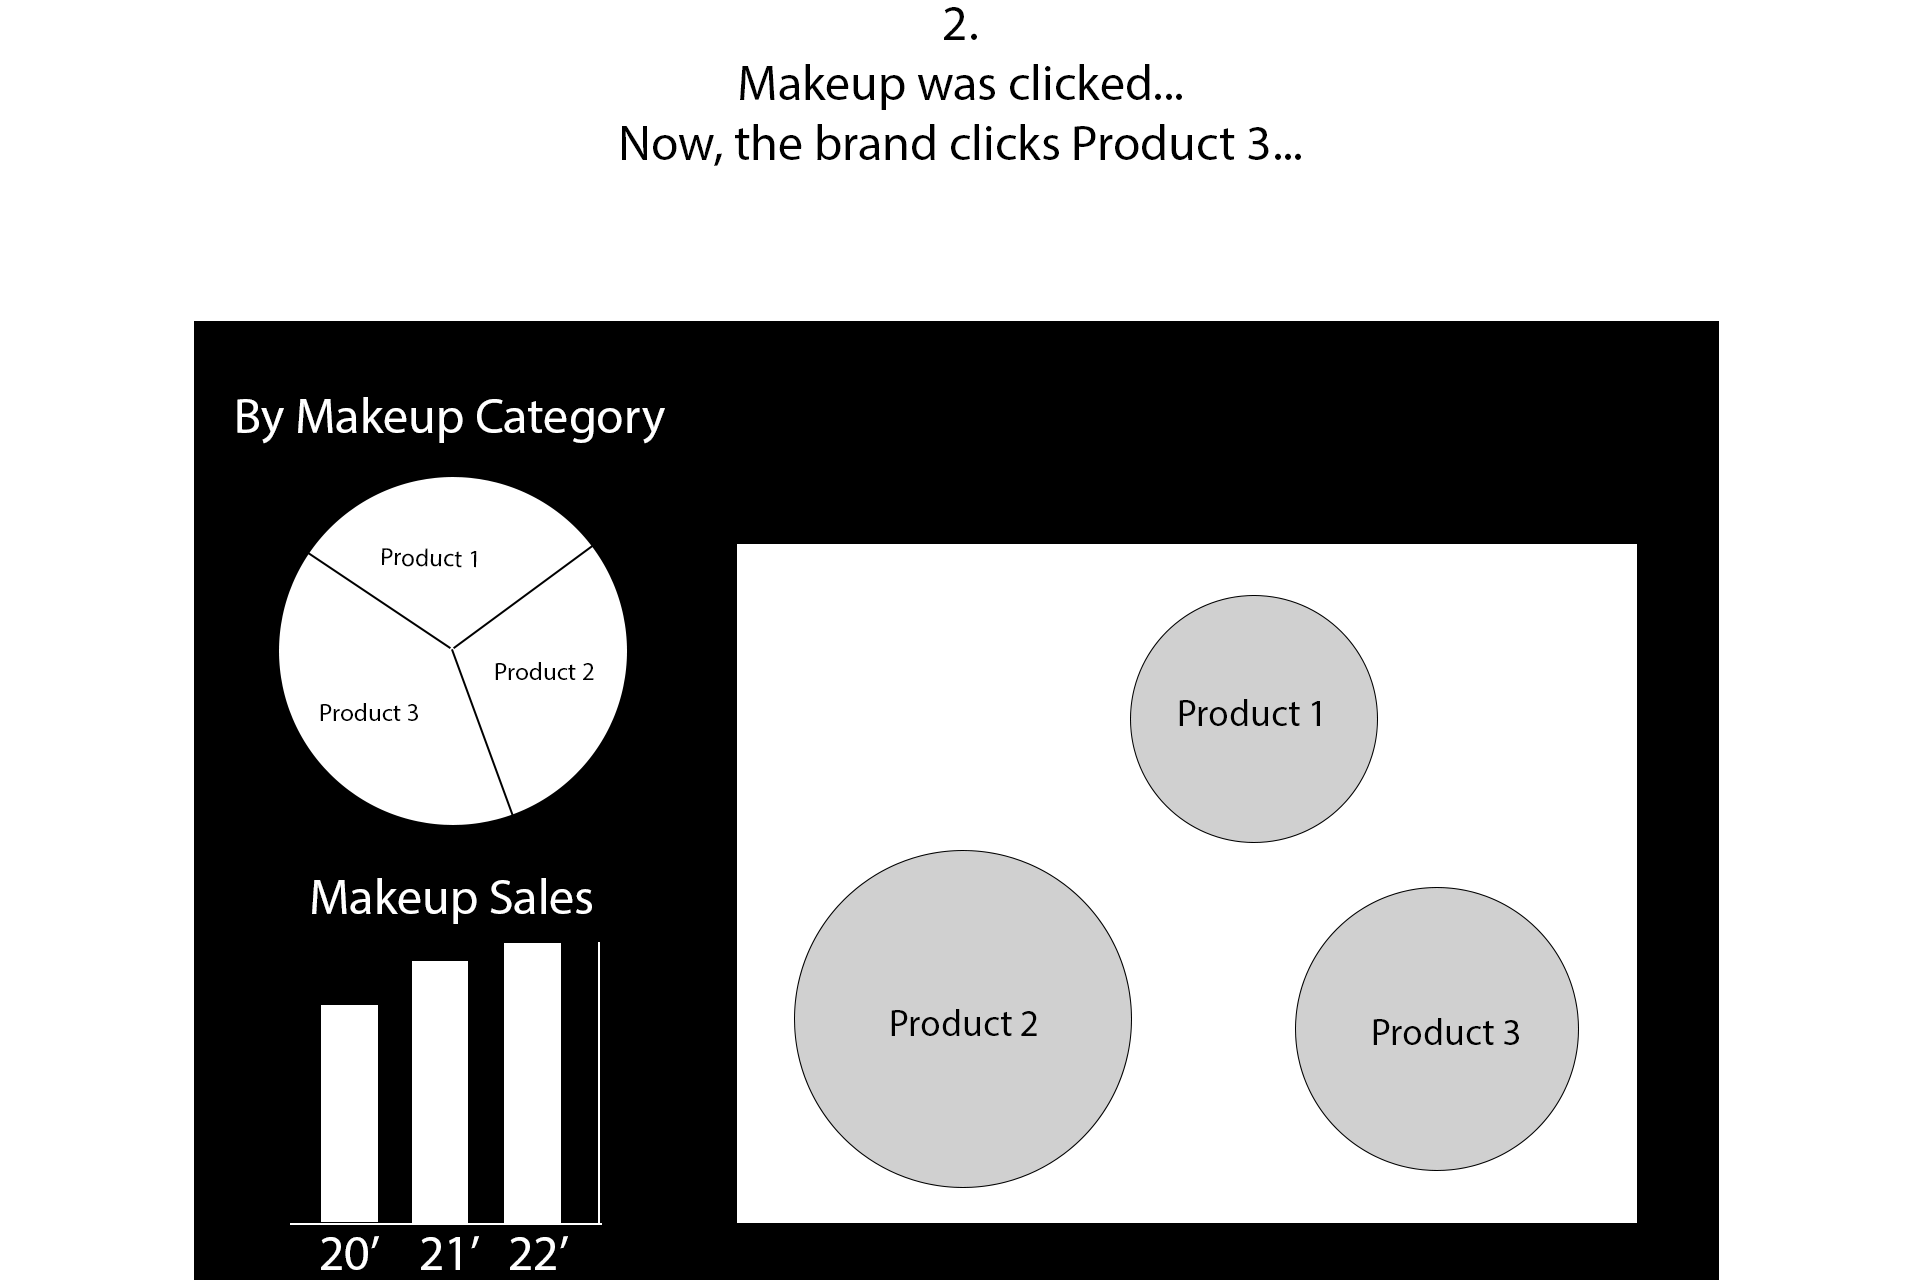 2.
Makeup was clicked...
Now, the brand clicks Product 3...
By Makeup Category
Product 1
Product 2
Product 3
Makeup Sales
20’
21’
22’
Product 1
Product 2
Product 3